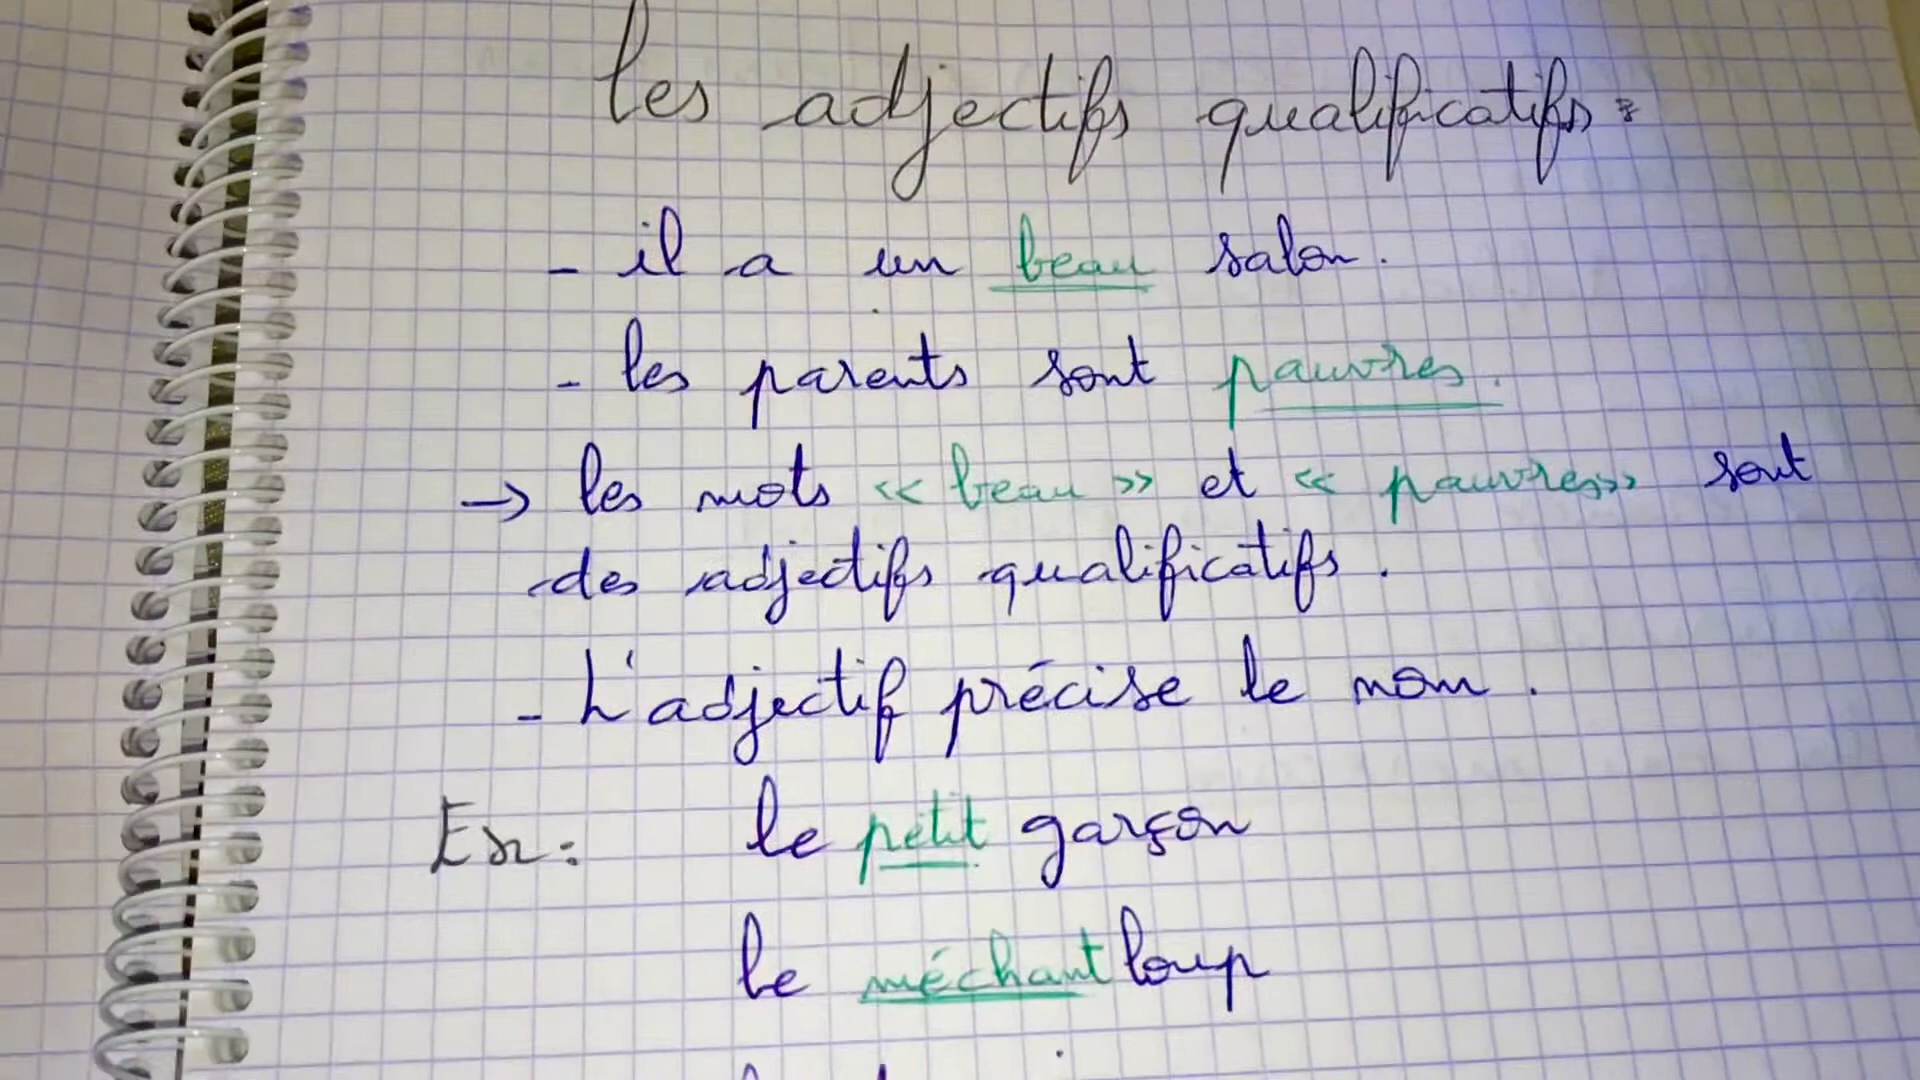 les adjectifs qualificatifs :
- il a un beau salon.
- les parents sont pauvres.
→ les mots « beau » et « pauvres » sont
des adjectifs qualificatifs.
- L'adjectif précise le nom.
Ex : le petit garçon
le méchant loup